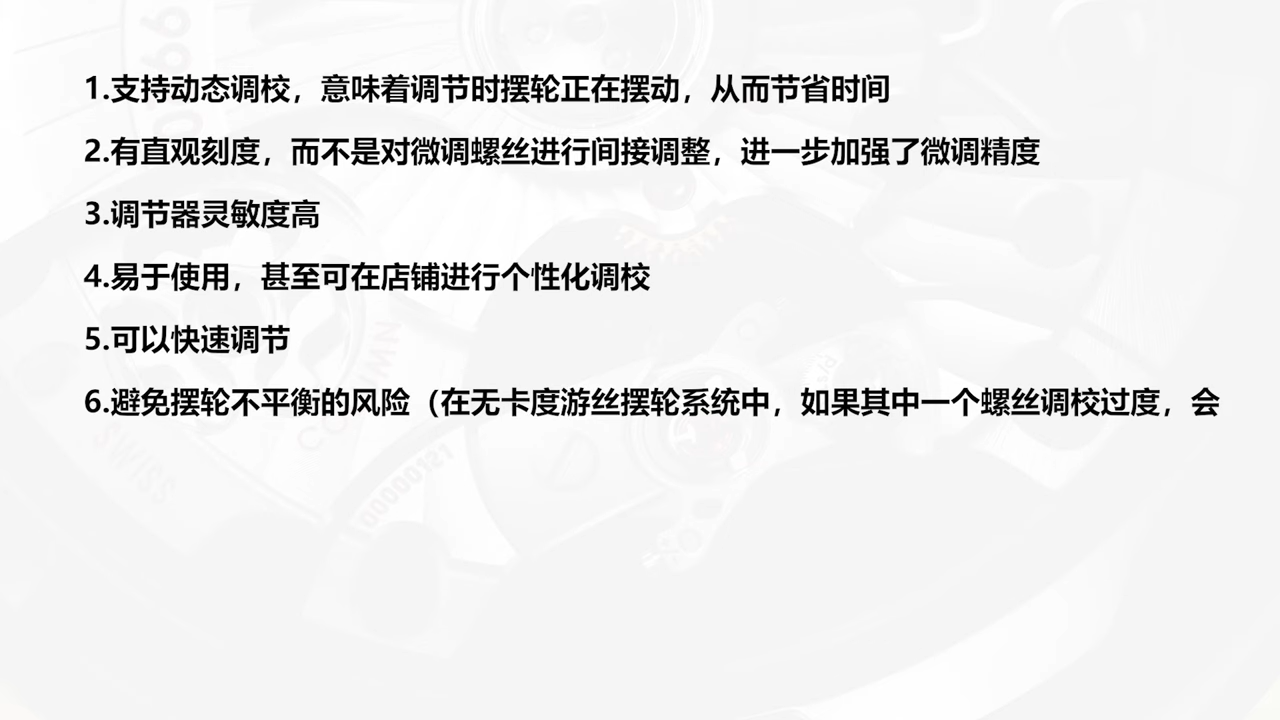 1.支持动态调校，意味着调节时摆轮正在摆动，从而节省时间
2.有直观刻度，而不是对微调螺丝进行间接调整，进一步加强了微调精度
3.调节器灵敏度高
4.易于使用，甚至可在店铺进行个性化调校
5.可以快速调节
6.避免摆轮不平衡的风险（在无卡度游丝摆轮系统中，如果其中一个螺丝调校过度，会
SWISS